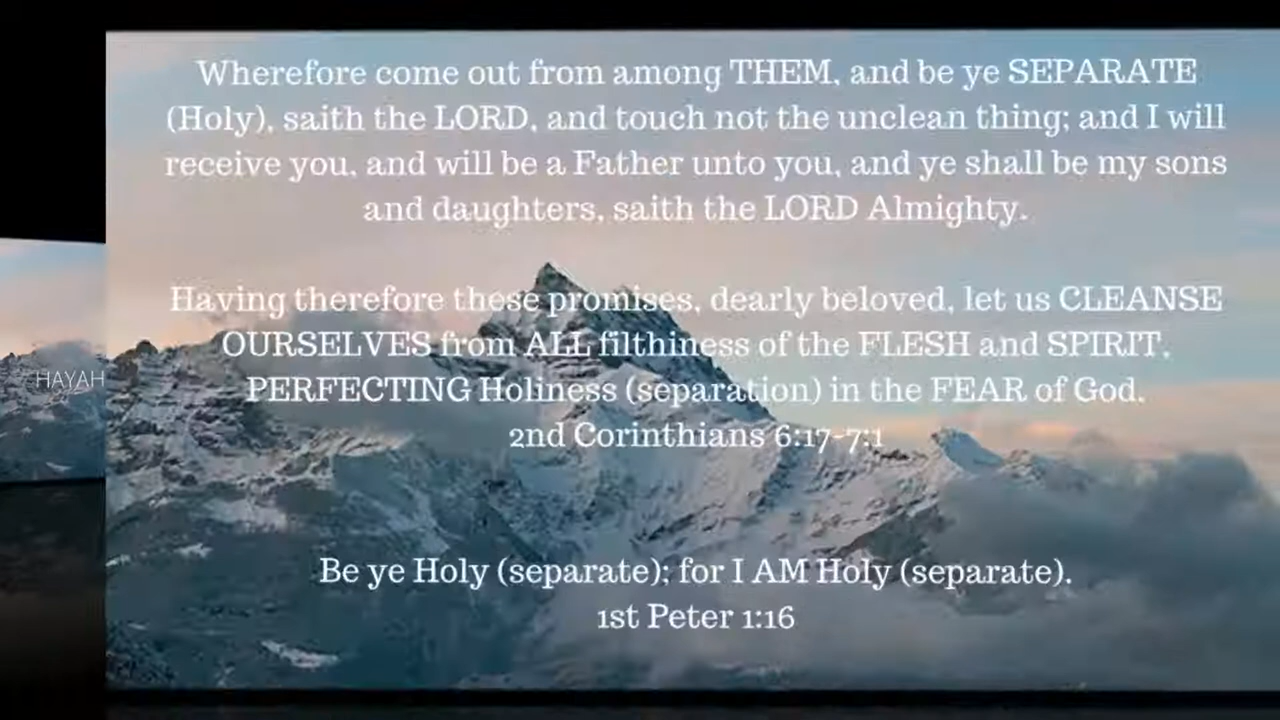 Wherefore come out from among THEM, and be ye SEPARATE
(Holy), saith the LORD, and touch not the unclean thing; and I will
receive you, and will be a Father unto you, and ye shall be my sons
and daughters, saith the LORD Almighty.
Having therefore these promises, dearly beloved, let us CLEANSE
OURSELVES from ALL filthiness of the FLESH and SPIRIT,
PERFECTING Holiness (separation) in the FEAR of God.
2nd Corinthians 6:17-7:1
HAYAH
Be ye Holy (separate); for I AM Holy (separate).
1st Peter 1:16